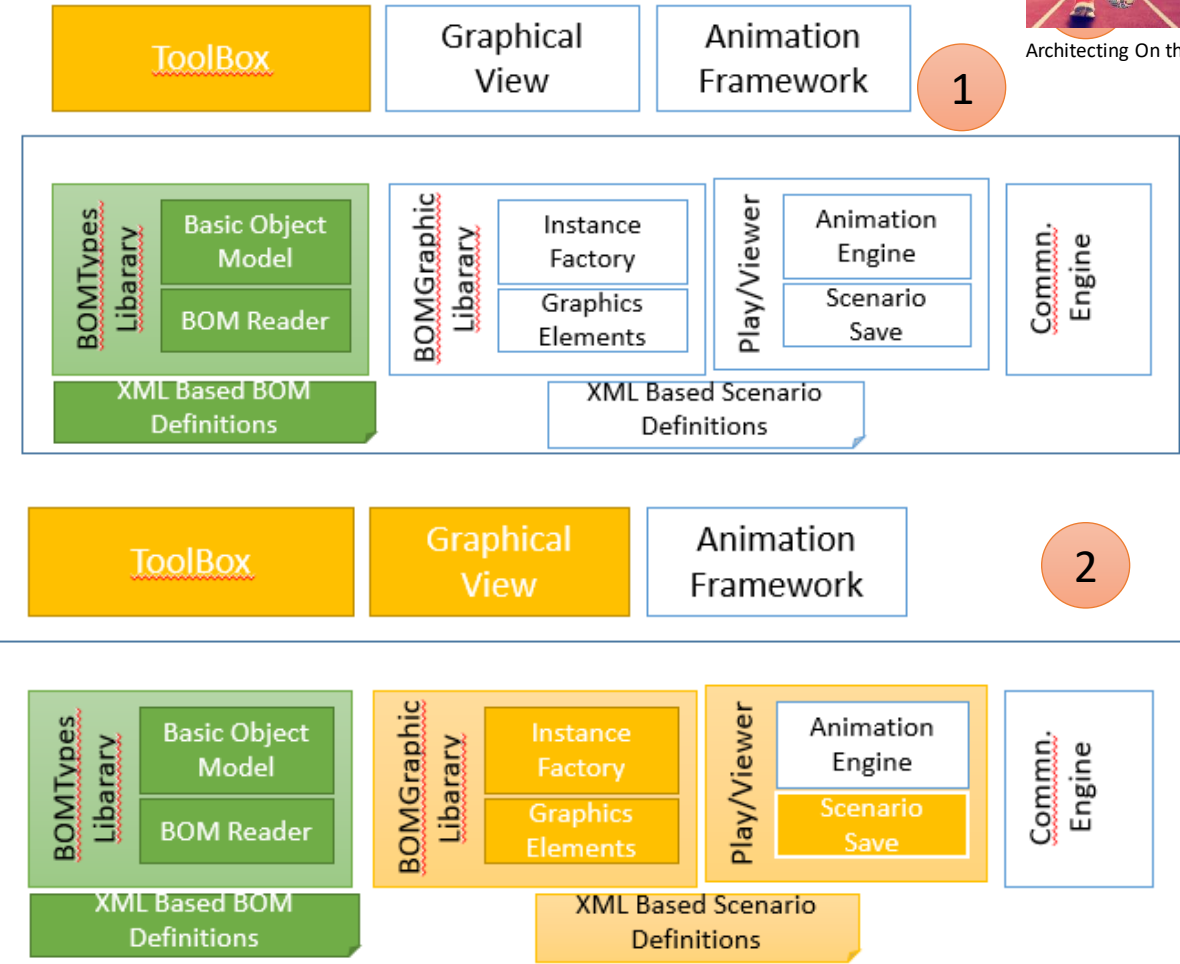 ToolBox
Graphical
View
Animation
Framework
1
Architecting On th
BOMTypes
Libarary
Basic Object
Model
BOM Reader
XML Based BOM
Definitions
BOMGraphic
Libarary
Instance
Factory
Graphics
Elements
Play/Viewer
Animation
Engine
Scenario
Save
XML Based Scenario
Definitions
Commn.
Engine
ToolBox
Graphical
View
Animation
Framework
2
BOMTypes
Libarary
Basic Object
Model
BOM Reader
XML Based BOM
Definitions
BOMGraphic
Libarary
Instance
Factory
Graphics
Elements
Play/Viewer
Animation
Engine
Scenario
Save
XML Based Scenario
Definitions
Commn.
Engine